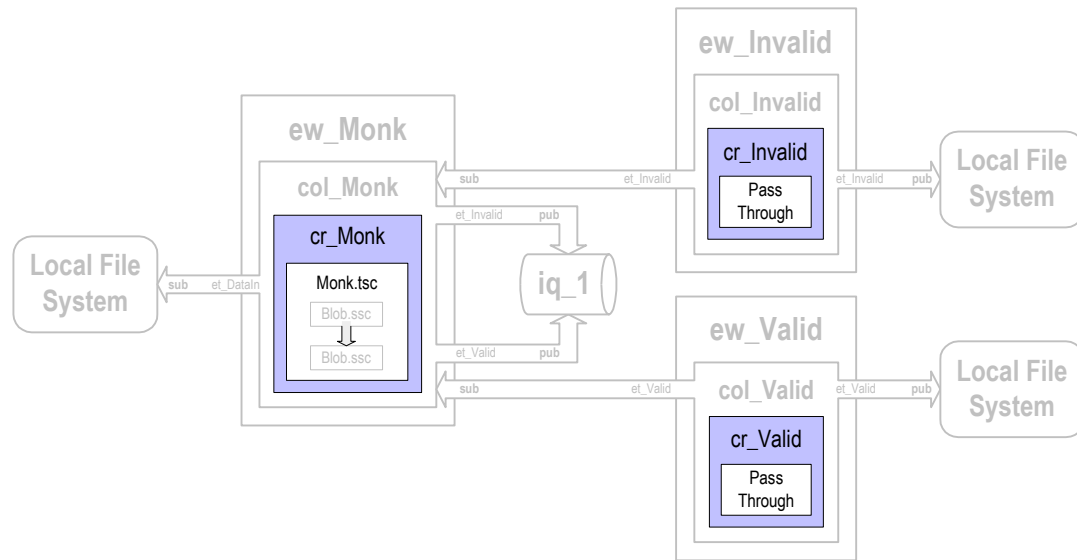 ew_Invalid
col_Invalid
cr_Invalid
Pass
Through
sub
et_Invalid
et_Invalid
pub
Local File
System
ew_Monk
col_Monk
cr_Monk
Monk.tsc
Blob.ssc
Blob.ssc
Local File
System
sub
et_DataIn
et_Invalid
pub
iq_1
et_Valid
pub
sub
et_Valid
ew_Valid
col_Valid
cr_Valid
Pass
Through
et_Valid
pub
Local File
System